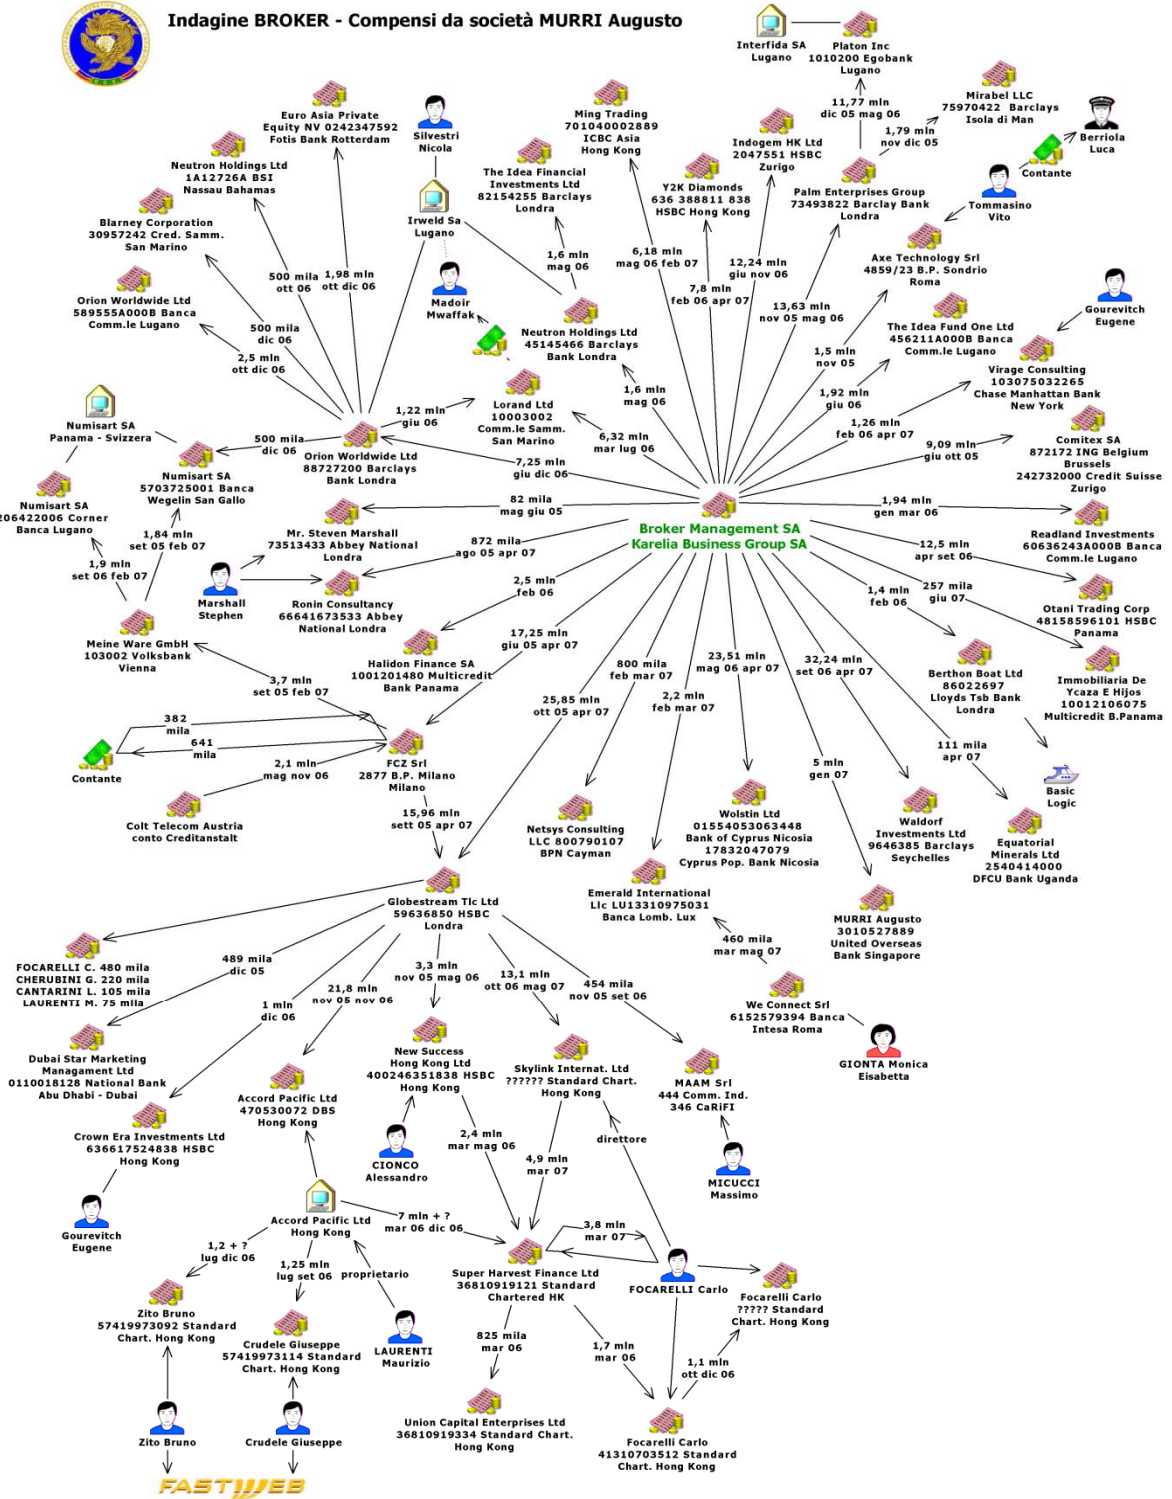 Indagine BROKER - Compensi da società MURRI Augusto
Interfida SA
Lugano
Platon Inc
1010200 Egobank
Lugano
11,77 mln
dic 05 mag 06
Mirabel LLC
75970422 Barclays
Isola di Man
1,79 mln
nov dic 05
Berriola
Luca
Contante
Tommasino
Vito
Euro Asia Private
Equity NV 0242347592
Fotis Bank Rotterdam
Silvestri
Nicola
Ming Trading
701040002889
ICBC Asia
Hong Kong
Indogem HK Ltd
2047551 HSBC
Zurigo
Neutron Holdings Ltd
1A12726A BSI
Nassau Bahamas
The Idea Financial
Investments Ltd
82154255 Barclays
Londra
Y2K Diamonds
636 388811 838
HSBC Hong Kong
Palm Enterprises Group
73493822 Barclay Bank
Londra
Blarney Corporation
30957242 Cred. Samm.
San Marino
Irweld Sa
Lugano
Axe Technology Srl
4859/23 B.P. Sondrio
Roma
1,6 mln
mag 06
6,18 mln
mag 06 feb 07
12,24 mln
giu nov 06
7,8 mln
feb 06 apr 07
13,63 mln
nov 05 mag 06
500 mila
ott 06
1,98 mln
ott dic 06
Orion Worldwide Ltd
589555A000B Banca
Comm.le Lugano
Madoir
Mwaffak
Gourevitch
Eugene
500 mila
dic 06
2,5 mln
ott dic 06
Neutron Holdings Ltd
45145466 Barclays
Bank Londra
The Idea Fund One Ltd
456211A000B Banca
Comm.le Lugano
1,5 mln
nov 05
Virage Consulting
103075032265
Chase Manhattan Bank
New York
1,6 mln
mag 06
1,92 mln
giu 06
Lorand Ltd
10003002
Comm.le Samm.
San Marino
1,22 mln
giu 06
1,26 mln
feb 06 apr 07
Numisart SA
Panama - Svizzera
500 mila
dic 06
6,32 mln
mar lug 06
9,09 mln
giu ott 05
Comitex SA
872172 ING Belgium
Brussels
242732000 Credit Suisse
Zurigo
Orion Worldwide Ltd
88727200 Barclays
Bank Londra
7,25 mln
giu dic 06
Numisart SA
5703725001 Banca
Wegelin San Gallo
Numisart SA
206422006 Corner
Banca Lugano
82 mila
mag giu 05
1,94 mln
gen mar 06
Broker Management SA
Karelia Business Group SA
Readland Investments
60636243A000B Banca
Comm.le Lugano
Mr. Steven Marshall
73513433 Abbey National
Londra
872 mila
ago 05 apr 07
12,5 mln
apr set 06
1,84 mln
set 05 feb 07
1,9 mln
set 06 feb 07
2,5 mln
feb 06
1,4 mln
feb 06
257 mila
giu 07
Marshall
Stephen
Ronin Consultancy
66641673533 Abbey
National Londra
Otani Trading Corp
48158596101 HSBC
Panama
Meine Ware GmbH
103002 Volksbank
Vienna
17,25 mln
giu 05 apr 07
Halidon Finance SA
1001201480 Multicredit
Bank Panama
800 mila
feb mar 07
23,51 mln
mag 06 apr 07
32,24 mln
set 06 apr 07
Berthon Boat Ltd
86022697
Lloyds Tsb Bank
Londra
Immobiliaria De
Ycaza E Hijos
10012106075
Multicredit B.Panama
3,7 mln
set 05 feb 07
25,85 mln
ott 05 apr 07
2,2 mln
feb mar 07
382
mila
641
mila
Contante
FCZ Srl
2877 B.P. Milano
Milano
2,1 mln
mag nov 06
111 mila
apr 07
5 mln
gen 07
Basic
Logic
Colt Telecom Austria
conto Creditanstalt
15,96 mln
sett 05 apr 07
Netsys Consulting
LLC 800790107
BPN Cayman
Wolstin Ltd
01554053063448
Bank of Cyprus Nicosia
17832047079
Cyprus Pop. Bank Nicosia
Waldorf
Investments Ltd
9646385 Barclays
Seychelles
Equatorial
Minerals Ltd
2540414000
DFCU Bank Uganda
Globestream Tlc Ltd
59636850 HSBC
Londra
Emerald International
Llc LU13310975031
Banca Lomb. Lux
MURRI Augusto
3010527889
United Overseas
Bank Singapore
460 mila
mar mag 07
FOCARELLI C. 480 mila
CHERUBINI G. 220 mila
CANTARINI L. 105 mila
LAURENTI M. 75 mila
489 mila
dic 05
1 mln
dic 06
21,8 mln
nov 05 nov 06
3,3 mln
nov 05 mag 06
13,1 mln
ott 06 mag 07
454 mila
nov 05 set 06
We Connect Srl
6152579394 Banca
Intesa Roma
GIONTA Monica
Eisabetta
Dubai Star Marketing
Managament Ltd
0110018128 National Bank
Abu Dhabi - Dubai
New Success
Hong Kong Ltd
400246351838 HSBC
Hong Kong
Skylink Internat. Ltd
?????? Standard Chart.
Hong Kong
MAAM Srl
444 Comm. Ind.
346 CaRiFI
Accord Pacific Ltd
470530072 DBS
Hong Kong
Crown Era Investments Ltd
636617524838 HSBC
Hong Kong
2,4 mln
mar mag 06
4,9 mln
mar 07
direttore
CIONCO
Alessandro
MICUCCI
Massimo
Gourevitch
Eugene
Accord Pacific Ltd
Hong Kong
7 mln + ?
mar 06 dic 06
3,8 mln
mar 07
1,2 + ?
lug dic 06
1,25 mln
lug set 06
proprietario
Super Harvest Finance Ltd
36810919121 Standard
Chartered HK
FOCARELLI Carlo
Focarelli Carlo
????? Standard
Chart. Hong Kong
Zito Bruno
57419973092 Standard
Chart. Hong Kong
Crudele Giuseppe
57419973114 Standard
Chart. Hong Kong
LAURENTI
Maurizio
825 mila
mar 06
1,7 mln
mar 06
1,1 mln
ott dic 06
Union Capital Enterprises Ltd
36810919334 Standard Chart.
Hong Kong
Focarelli Carlo
41310703512 Standard
Chart. Hong Kong
Zito Bruno
Crudele Giuseppe
FASTWEB